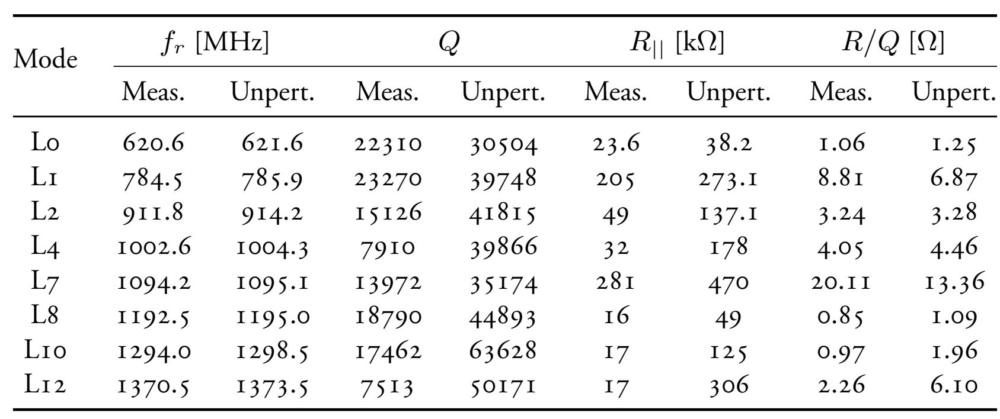 Mode f_r [MHz] Q R_|| [kΩ] R/Q [Ω]
Meas. Unpert. Meas. Unpert. Meas. Unpert. Meas. Unpert.
L0 620.6 621.6 22310 30504 23.6 38.2 1.06 1.25
L1 784.5 785.9 23270 39748 205 273.1 8.81 6.87
L2 911.8 914.2 15126 41815 49 137.1 3.24 3.28
L4 1002.6 1004.3 7910 39866 32 178 4.05 4.46
L7 1094.2 1095.1 13972 35174 281 470 20.11 13.36
L8 1192.5 1195.0 18790 44893 16 49 0.85 1.09
L10 1294.0 1298.5 17462 63628 17 125 0.97 1.96
L12 1370.5 1373.5 7513 50171 17 306 2.26 6.10